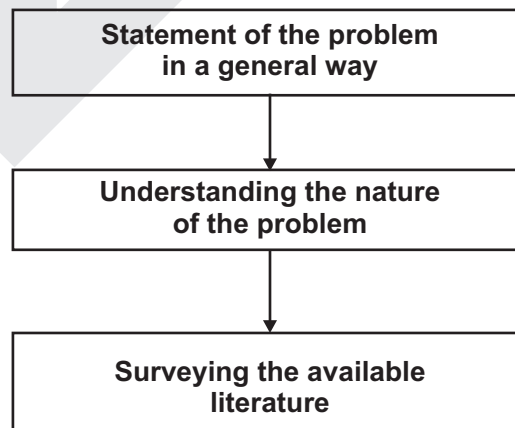 Statement of the problem
in a general way
Understanding the nature
of the problem
Surveying the available
literature